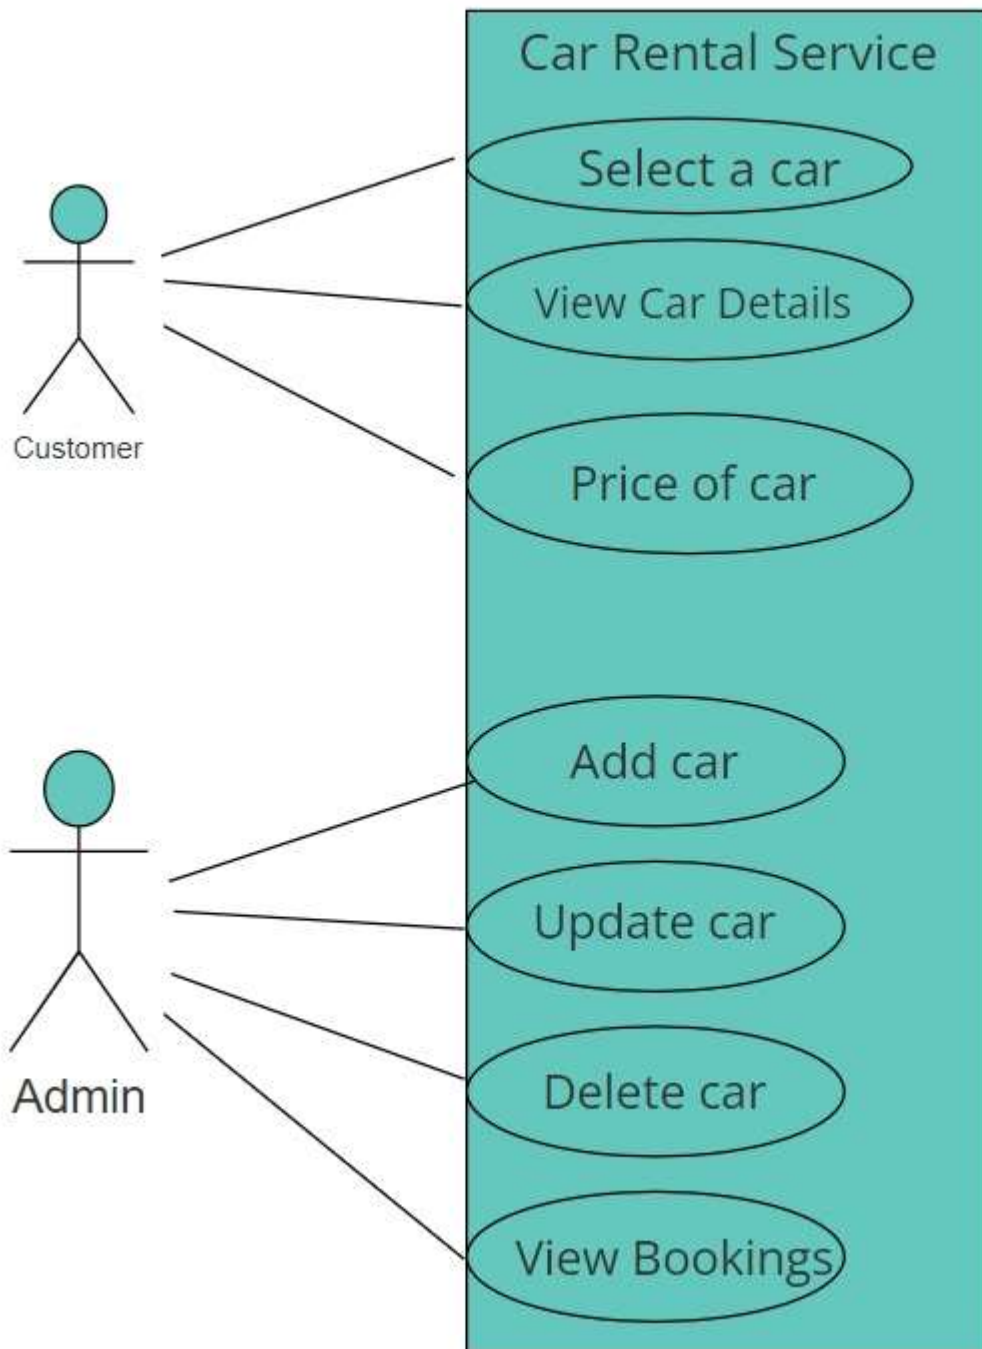 Car Rental Service
Select a car
View Car Details
Price of car
Customer
Add car
Update car
Delete car
Admin
View Bookings